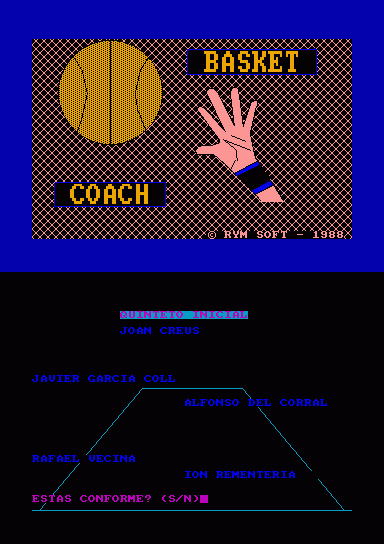 BASKET
COACH
© RYM SOFT - 1988
QUINTETO INICIAL
JOAN CREUS
JAVIER GARCIA COLL
ALFONSO DEL CORRAL
RAFAEL VECINA
ION REMENTERIA
ESTAS CONFORME? (S/N)